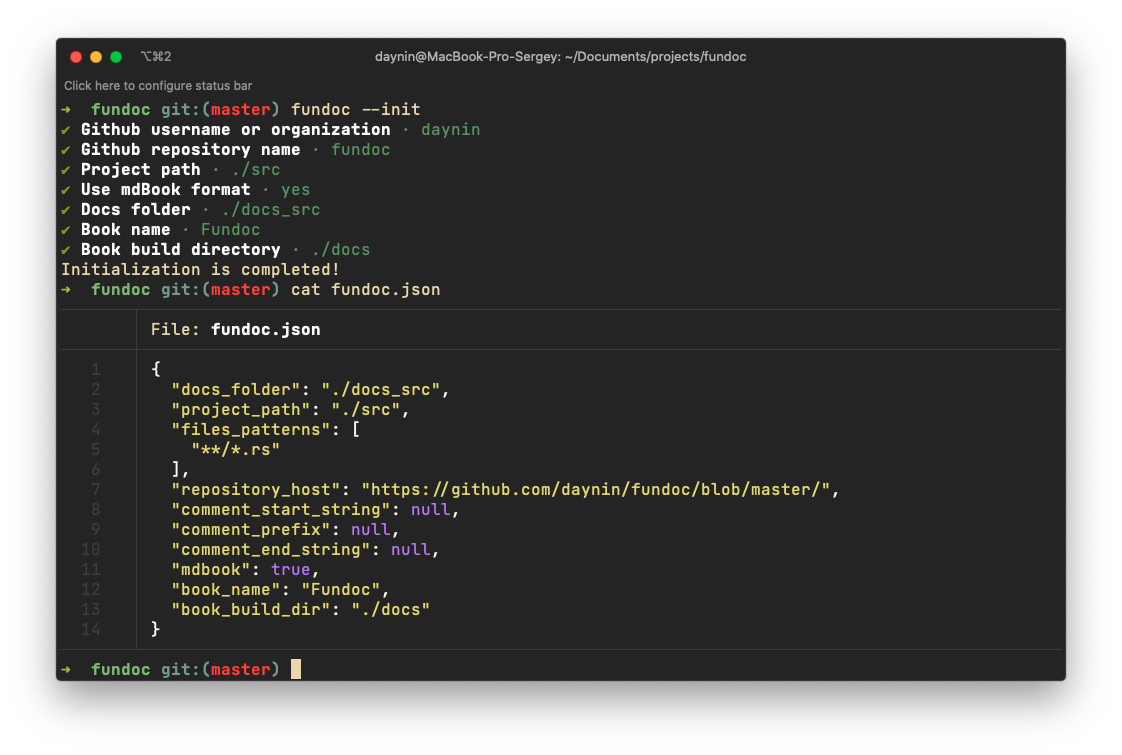 ⌥⌘2
daynin@MacBook-Pro-Sergey: ~/Documents/projects/fundoc
Click here to configure status bar
➜ fundoc git:(master) fundoc --init
✔ Github username or organization · daynin
✔ Github repository name · fundoc
✔ Project path · ./src
✔ Use mdBook format · yes
✔ Docs folder · ./docs_src
✔ Book name · Fundoc
✔ Book build directory · ./docs
Initialization is completed!
➜ fundoc git:(master) cat fundoc.json
File: fundoc.json
1 {
2   "docs_folder": "./docs_src",
3   "project_path": "./src",
4   "files_patterns": [
5     "**/*.rs"
6   ],
7   "repository_host": "https://github.com/daynin/fundoc/blob/master/",
8   "comment_start_string": null,
9   "comment_prefix": null,
10   "comment_end_string": null,
11   "mdbook": true,
12   "book_name": "Fundoc",
13   "book_build_dir": "./docs"
14 }
➜ fundoc git:(master)